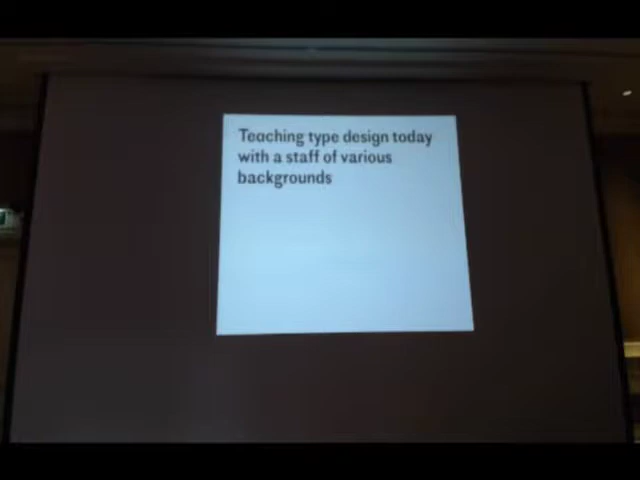 Teaching type design today
with a staff of various
backgrounds